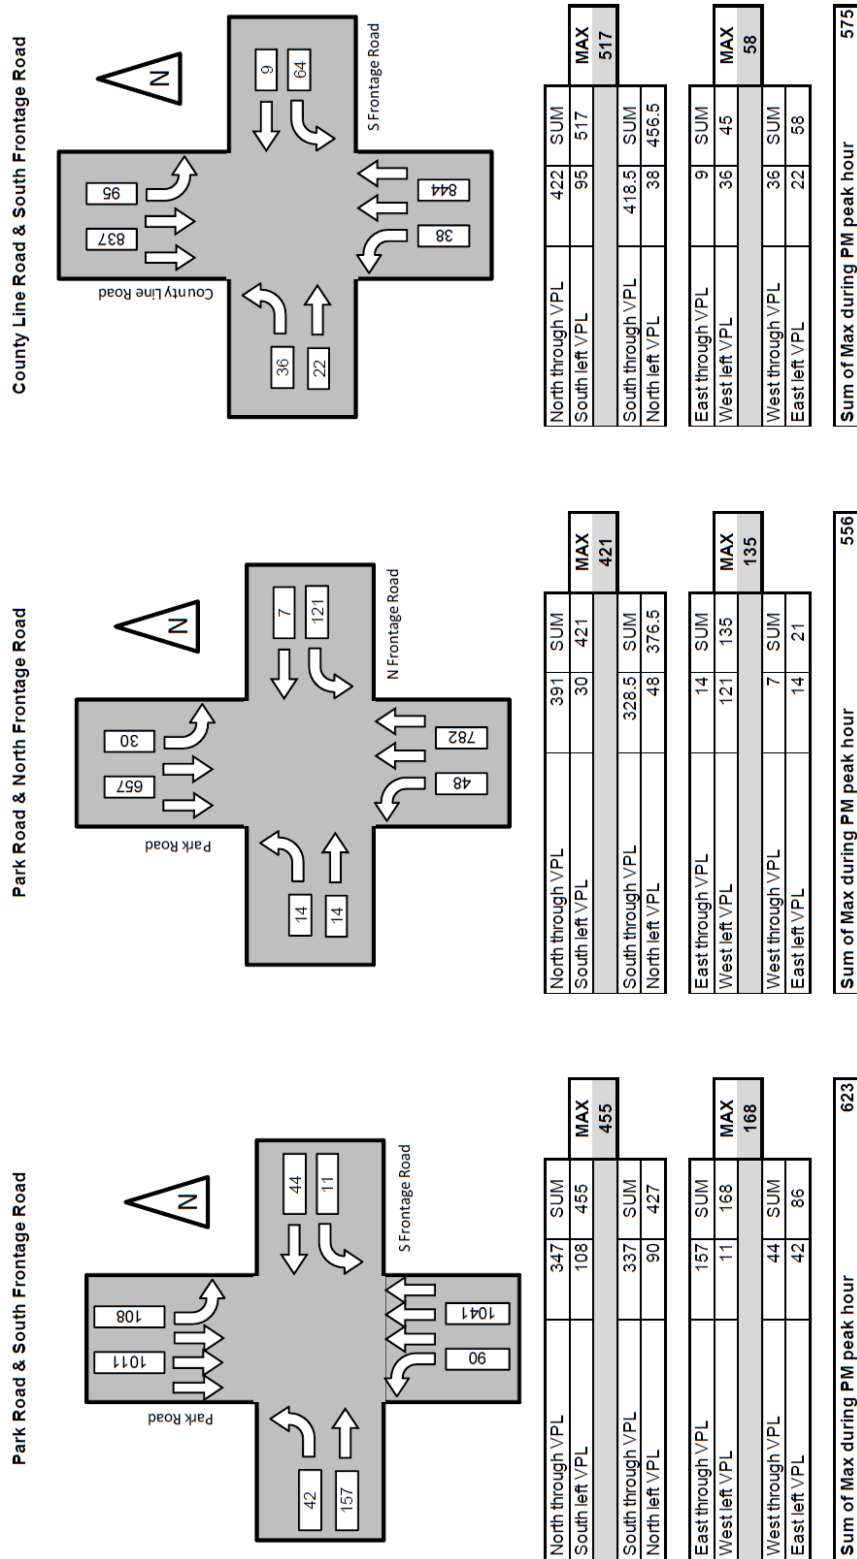 Park Road & South Frontage Road
N
1011
108
Park Road
42
157
44
11
S Frontage Road
90
1041
North through VPL 347 SUM
South left VPL 108 455 MAX
455
South through VPL 337 SUM
North left VPL 90 427
East through VPL 157 SUM
West left VPL 11 168 MAX
168
West through VPL 44 SUM
East left VPL 42 86
Sum of Max during PM peak hour 623
Park Road & North Frontage Road
N
657
30
Park Road
14
14
7
121
N Frontage Road
48
782
North through VPL 391 SUM
South left VPL 30 421 MAX
421
South through VPL 328.5 SUM
North left VPL 48 376.5
East through VPL 14 SUM
West left VPL 121 135 MAX
135
West through VPL 7 SUM
East left VPL 14 21
Sum of Max during PM peak hour 556
County Line Road & South Frontage Road
N
837
95
County Line Road
36
22
9
64
S Frontage Road
38
844
North through VPL 422 SUM
South left VPL 95 517 MAX
517
South through VPL 418.5 SUM
North left VPL 38 456.5
East through VPL 9 SUM
West left VPL 36 45 MAX
58
West through VPL 36 SUM
East left VPL 22 58
Sum of Max during PM peak hour 575